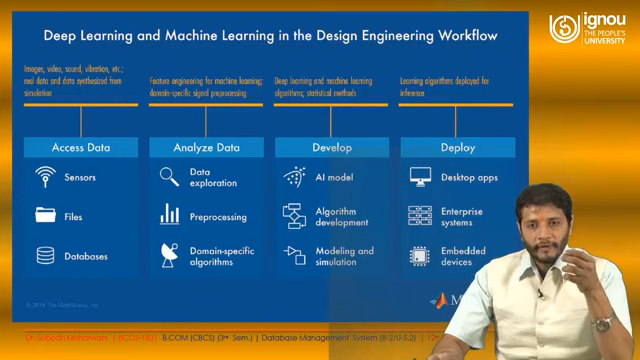 ignou
THE PEOPLE'S
UNIVERSITY
Deep Learning and Machine Learning in the Design Engineering Workflow
Images, video, sound, vibration, etc.;
real data and data synthesized from
simulation
Feature engineering for machine learning;
domain-specific signal preprocessing
Deep learning and machine learning
algorithms; statistical methods
Learning algorithms deployed for
inference
Access Data
Analyze Data
Develop
Deploy
Sensors
Data
exploration
AI model
Desktop apps
Files
Preprocessing
Algorithm
development
Enterprise
systems
Databases
Domain-specific
algorithms
Modeling and
simulation
Embedded
devices
The MathWorks, Inc.
B.COM (CBCS) (3rd Sem.) | Database Management System